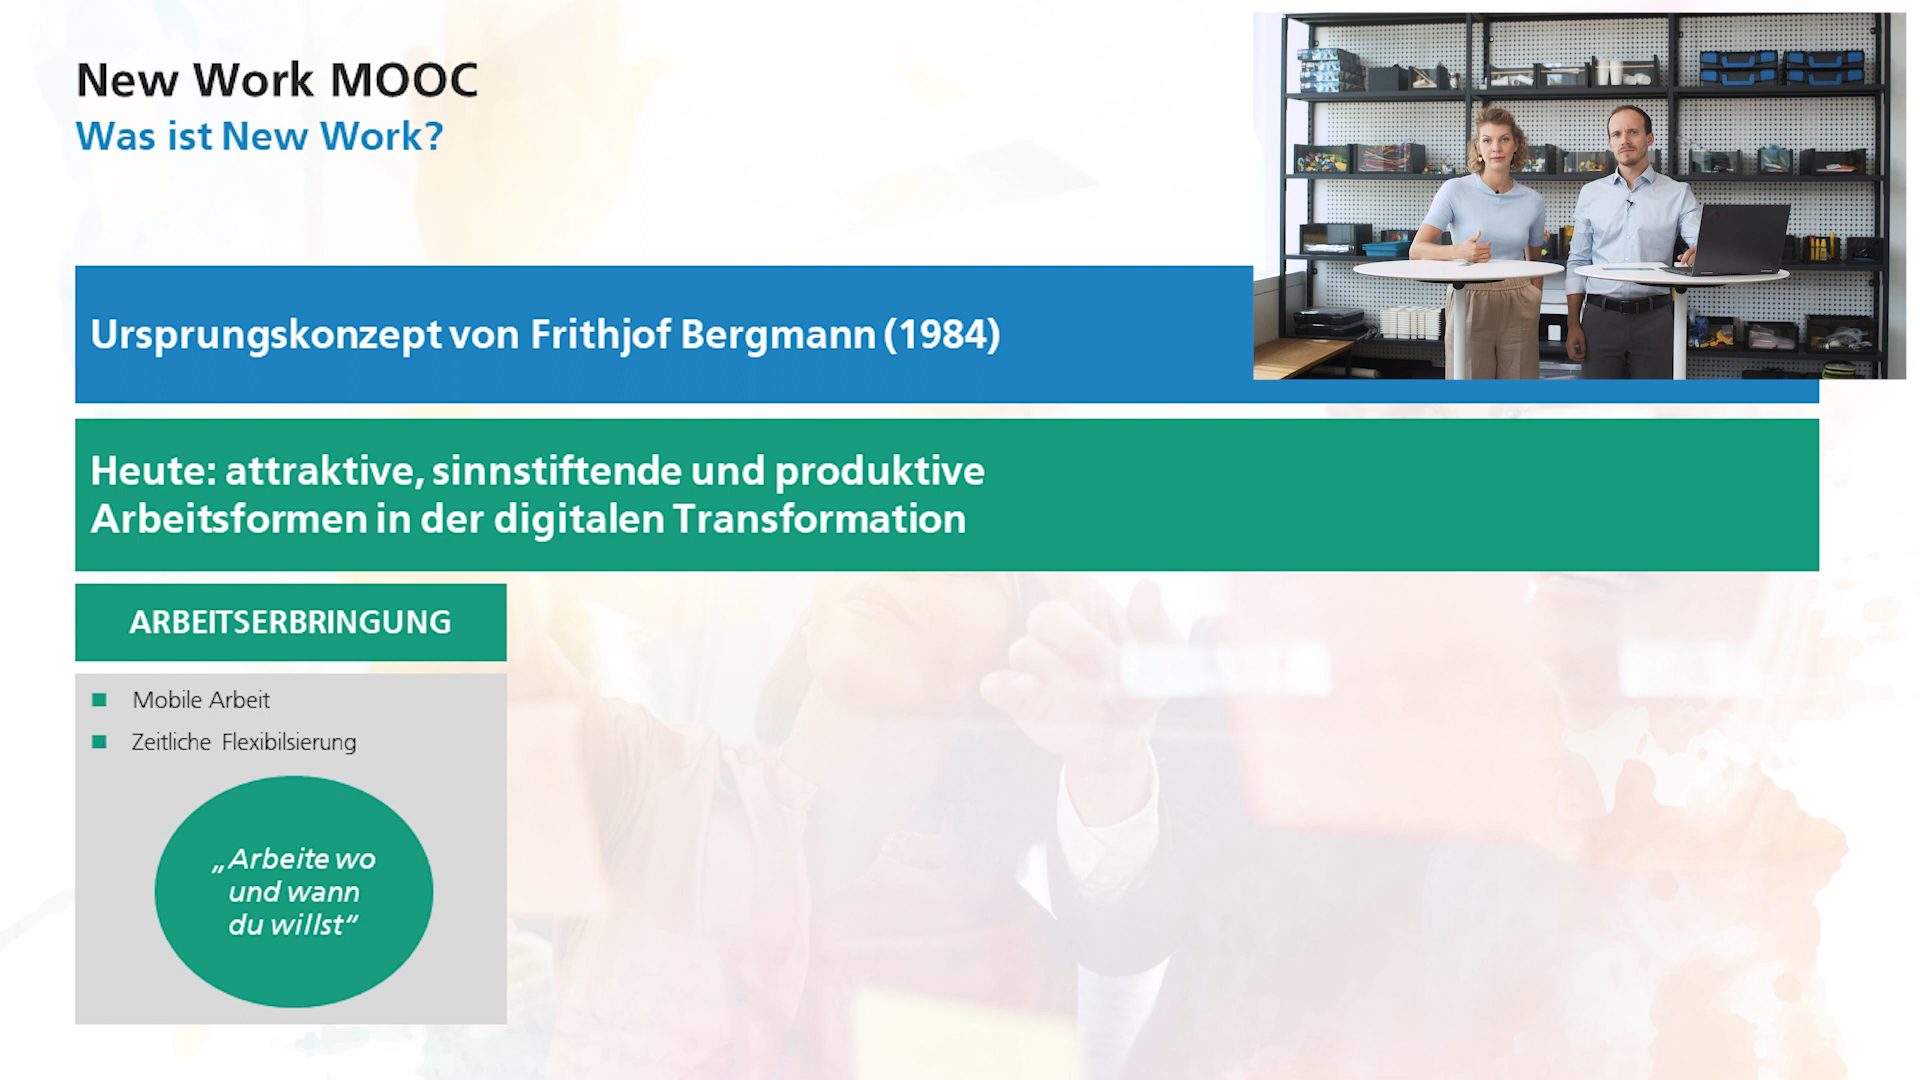 New Work MOOC
Was ist New Work?
Ursprungskonzept von Frithjof Bergmann (1984)
Heute: attraktive, sinnstiftende und produktive
Arbeitsformen in der digitalen Transformation
ARBEITSERBRINGUNG
Mobile Arbeit
Zeitliche Flexibilsierung
„Arbeite wo
und wann
du willst“